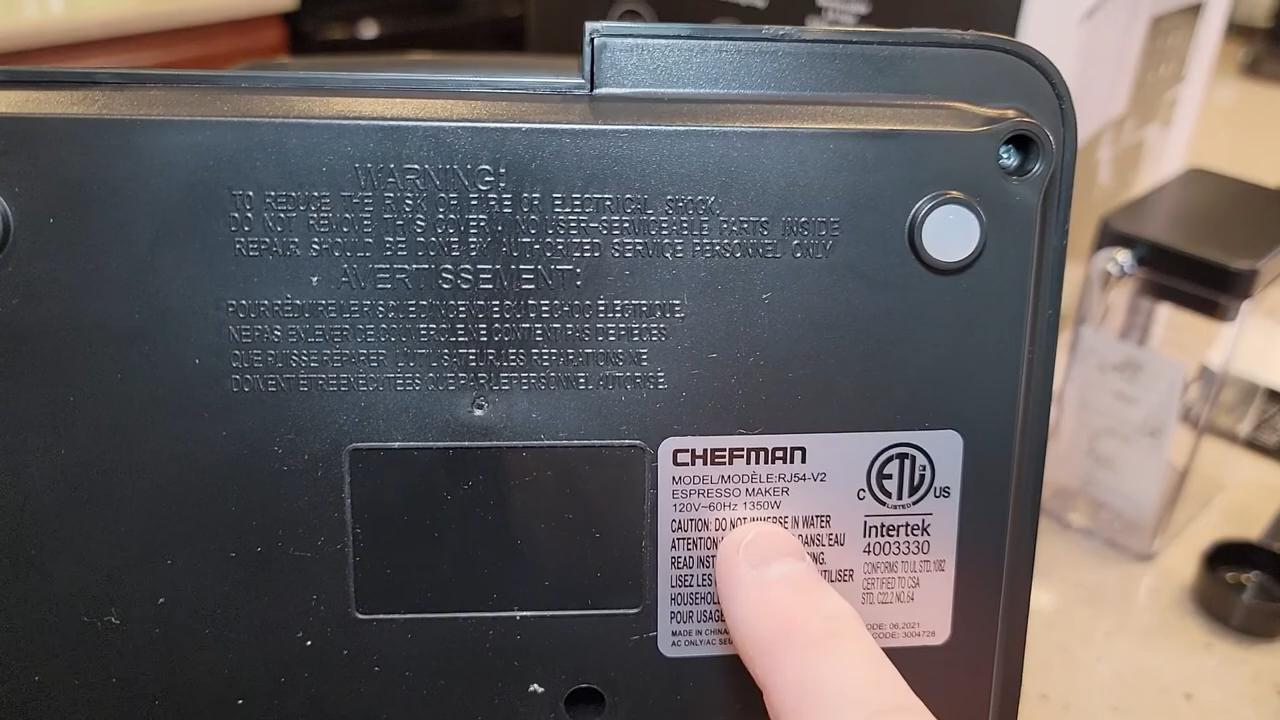 WARNING:
TO REDUCE THE RISK OF FIRE OR ELECTRICAL SHOCK,
DO NOT REMOVE THIS COVER, NO USER-SERVICEABLE PARTS INSIDE
REPAIR SHOULD BE DONE BY AUTHORIZED SERVICE PERSONNEL ONLY
AVERTISSEMENT:
POUR RÉDUIRE LE RISQUE D'INCENDIE OU DE CHOC ÉLECTRIQUE,
NE PAS ENLEVER CE COUVERCLE.NE CONTIENT PAS DE PIÈCES
QUE PUISSE RÉPARER L'UTILISATEUR.LES RÉPARATIONS NE
DOIVENT ÊTRE EXÉCUTÉES QUE PAR LE PERSONNEL AUTORISÉ.
CHEFMAN
MODEL/MODÈLE:RJ54-V2
ESPRESSO MAKER
120V~60Hz 1350W
CAUTION: DO NOT IMMERSE IN WATER
ATTENTION: DANS L'EAU
READ
LISEZ LES UTILISER
HOUSEHOLD
POUR USAGE
MADE IN CHINA
AC ONLY/AC
ETL
CM
LISTED
C US
Intertek
4003330
CONFORMS TO UL STD.1082
CERTIFIED TO CSA
STD. C22.2 NO.64
06.2021
CODE: 3004728